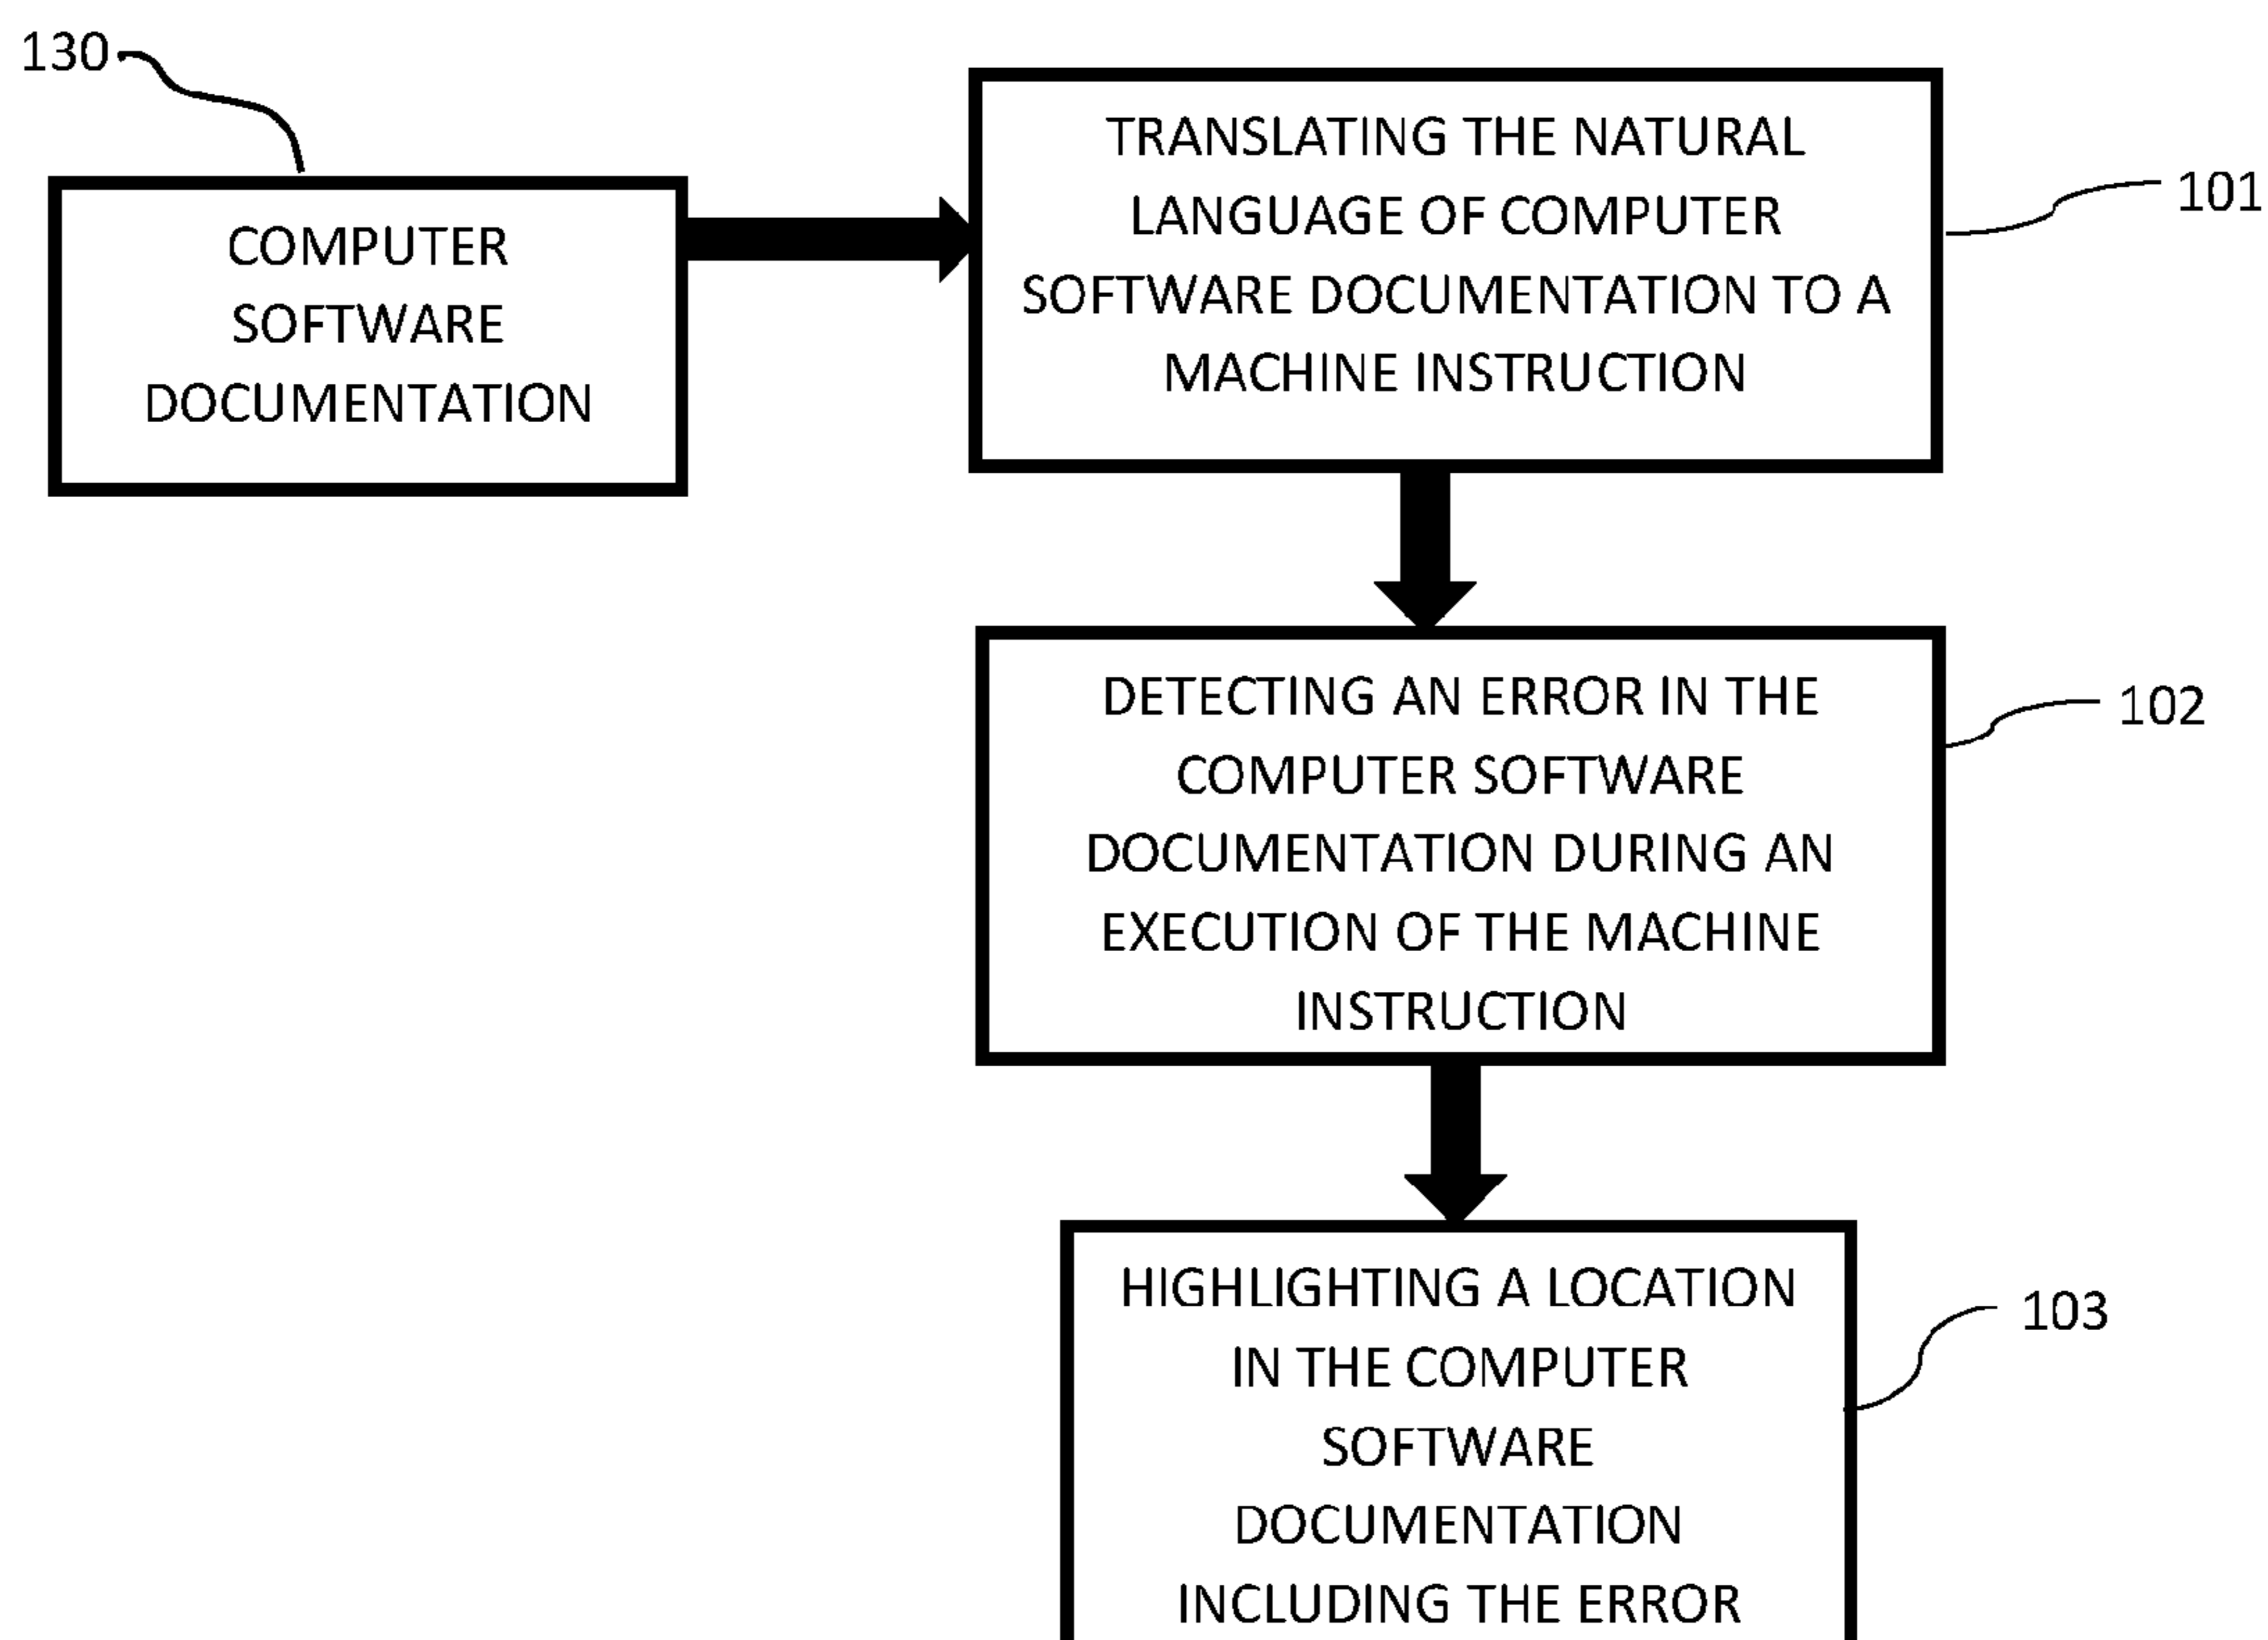 130
COMPUTER
SOFTWARE
DOCUMENTATION
TRANSLATING THE NATURAL
LANGUAGE OF COMPUTER
SOFTWARE DOCUMENTATION TO A
MACHINE INSTRUCTION
101
DETECTING AN ERROR IN THE
COMPUTER SOFTWARE
DOCUMENTATION DURING AN
EXECUTION OF THE MACHINE
INSTRUCTION
102
HIGHLIGHTING A LOCATION
IN THE COMPUTER
SOFTWARE
DOCUMENTATION
INCLUDING THE ERROR
103